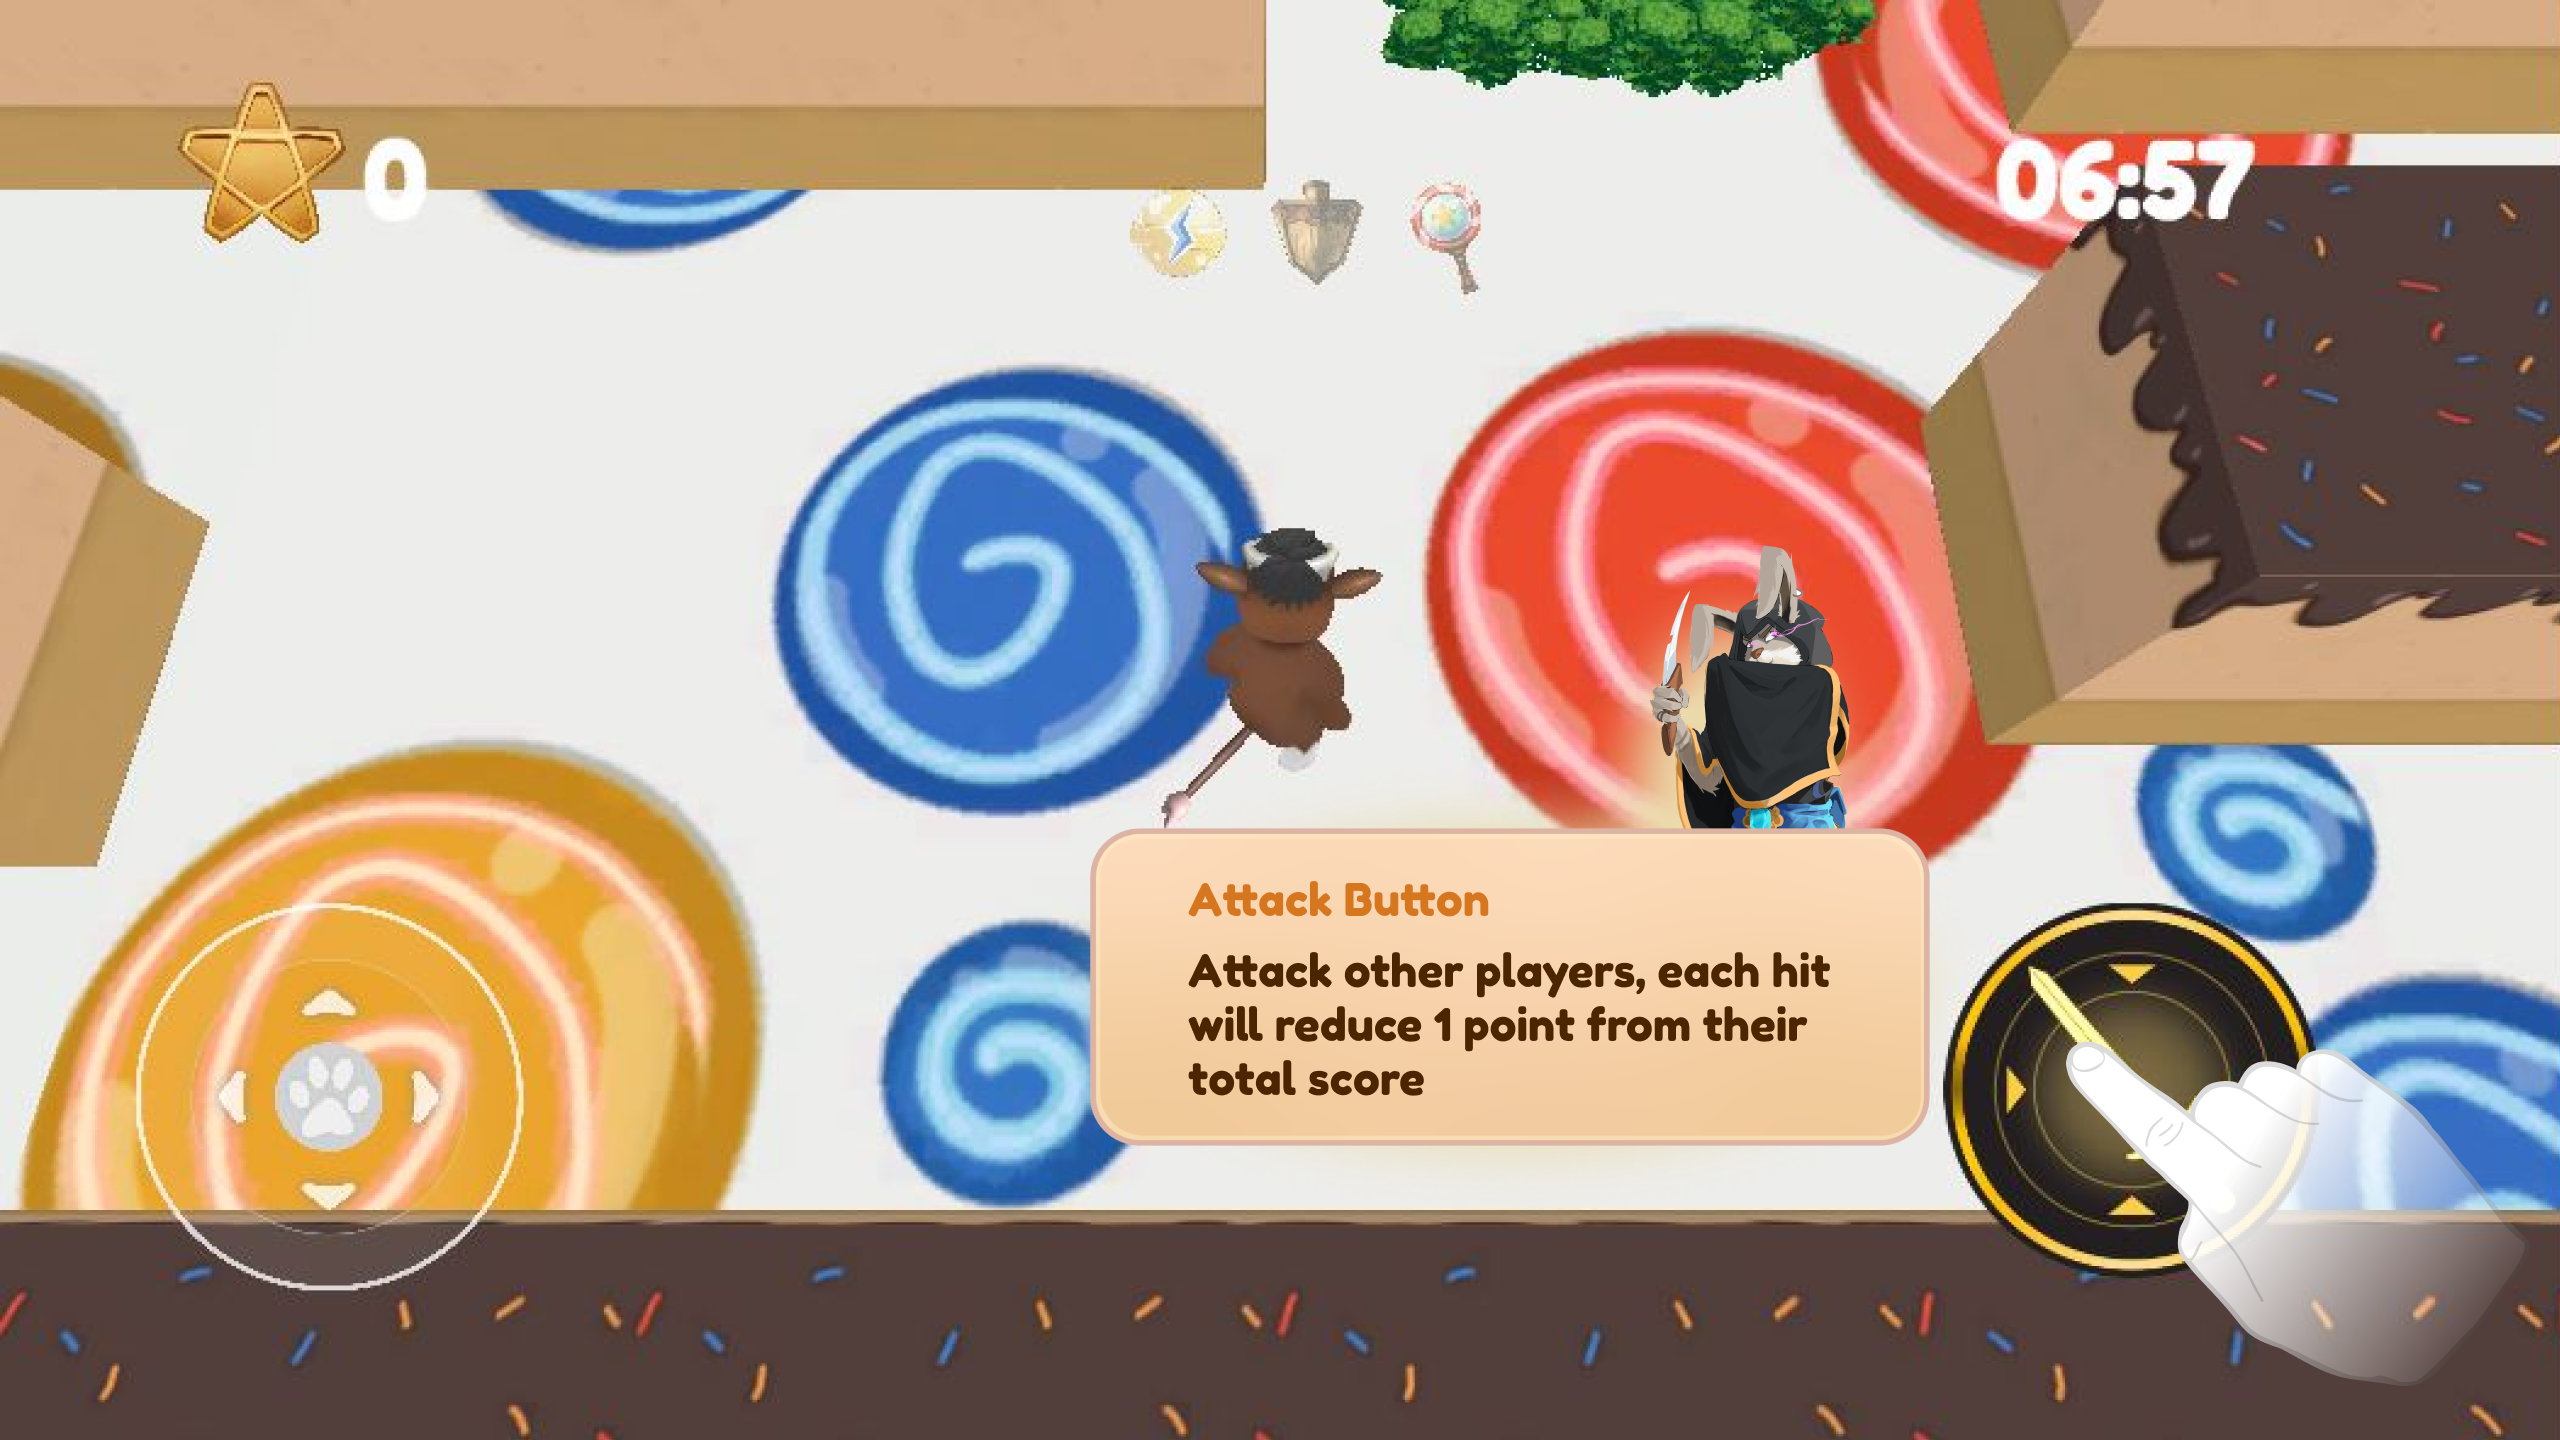 0
06:57
Attack Button
Attack other players, each hit
will reduce 1 point from their
total score